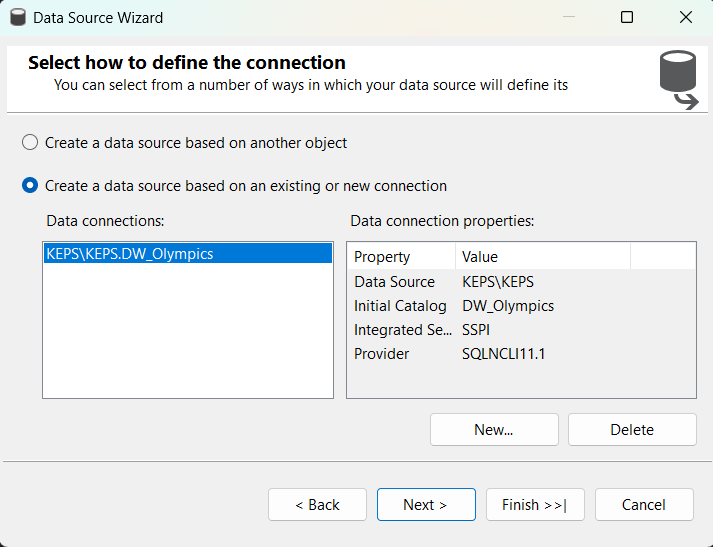 Data Source Wizard
Select how to define the connection
You can select from a number of ways in which your data source will define its
Create a data source based on another object
Create a data source based on an existing or new connection
Data connections:
Data connection properties:
KEPS\KEPS.DW_Olympics
Property Value
Data Source KEPS\KEPS
Initial Catalog DW_Olympics
Integrated Se... SSPI
Provider SQLNCLI11.1
New... Delete
< Back Next > Finish >>| Cancel